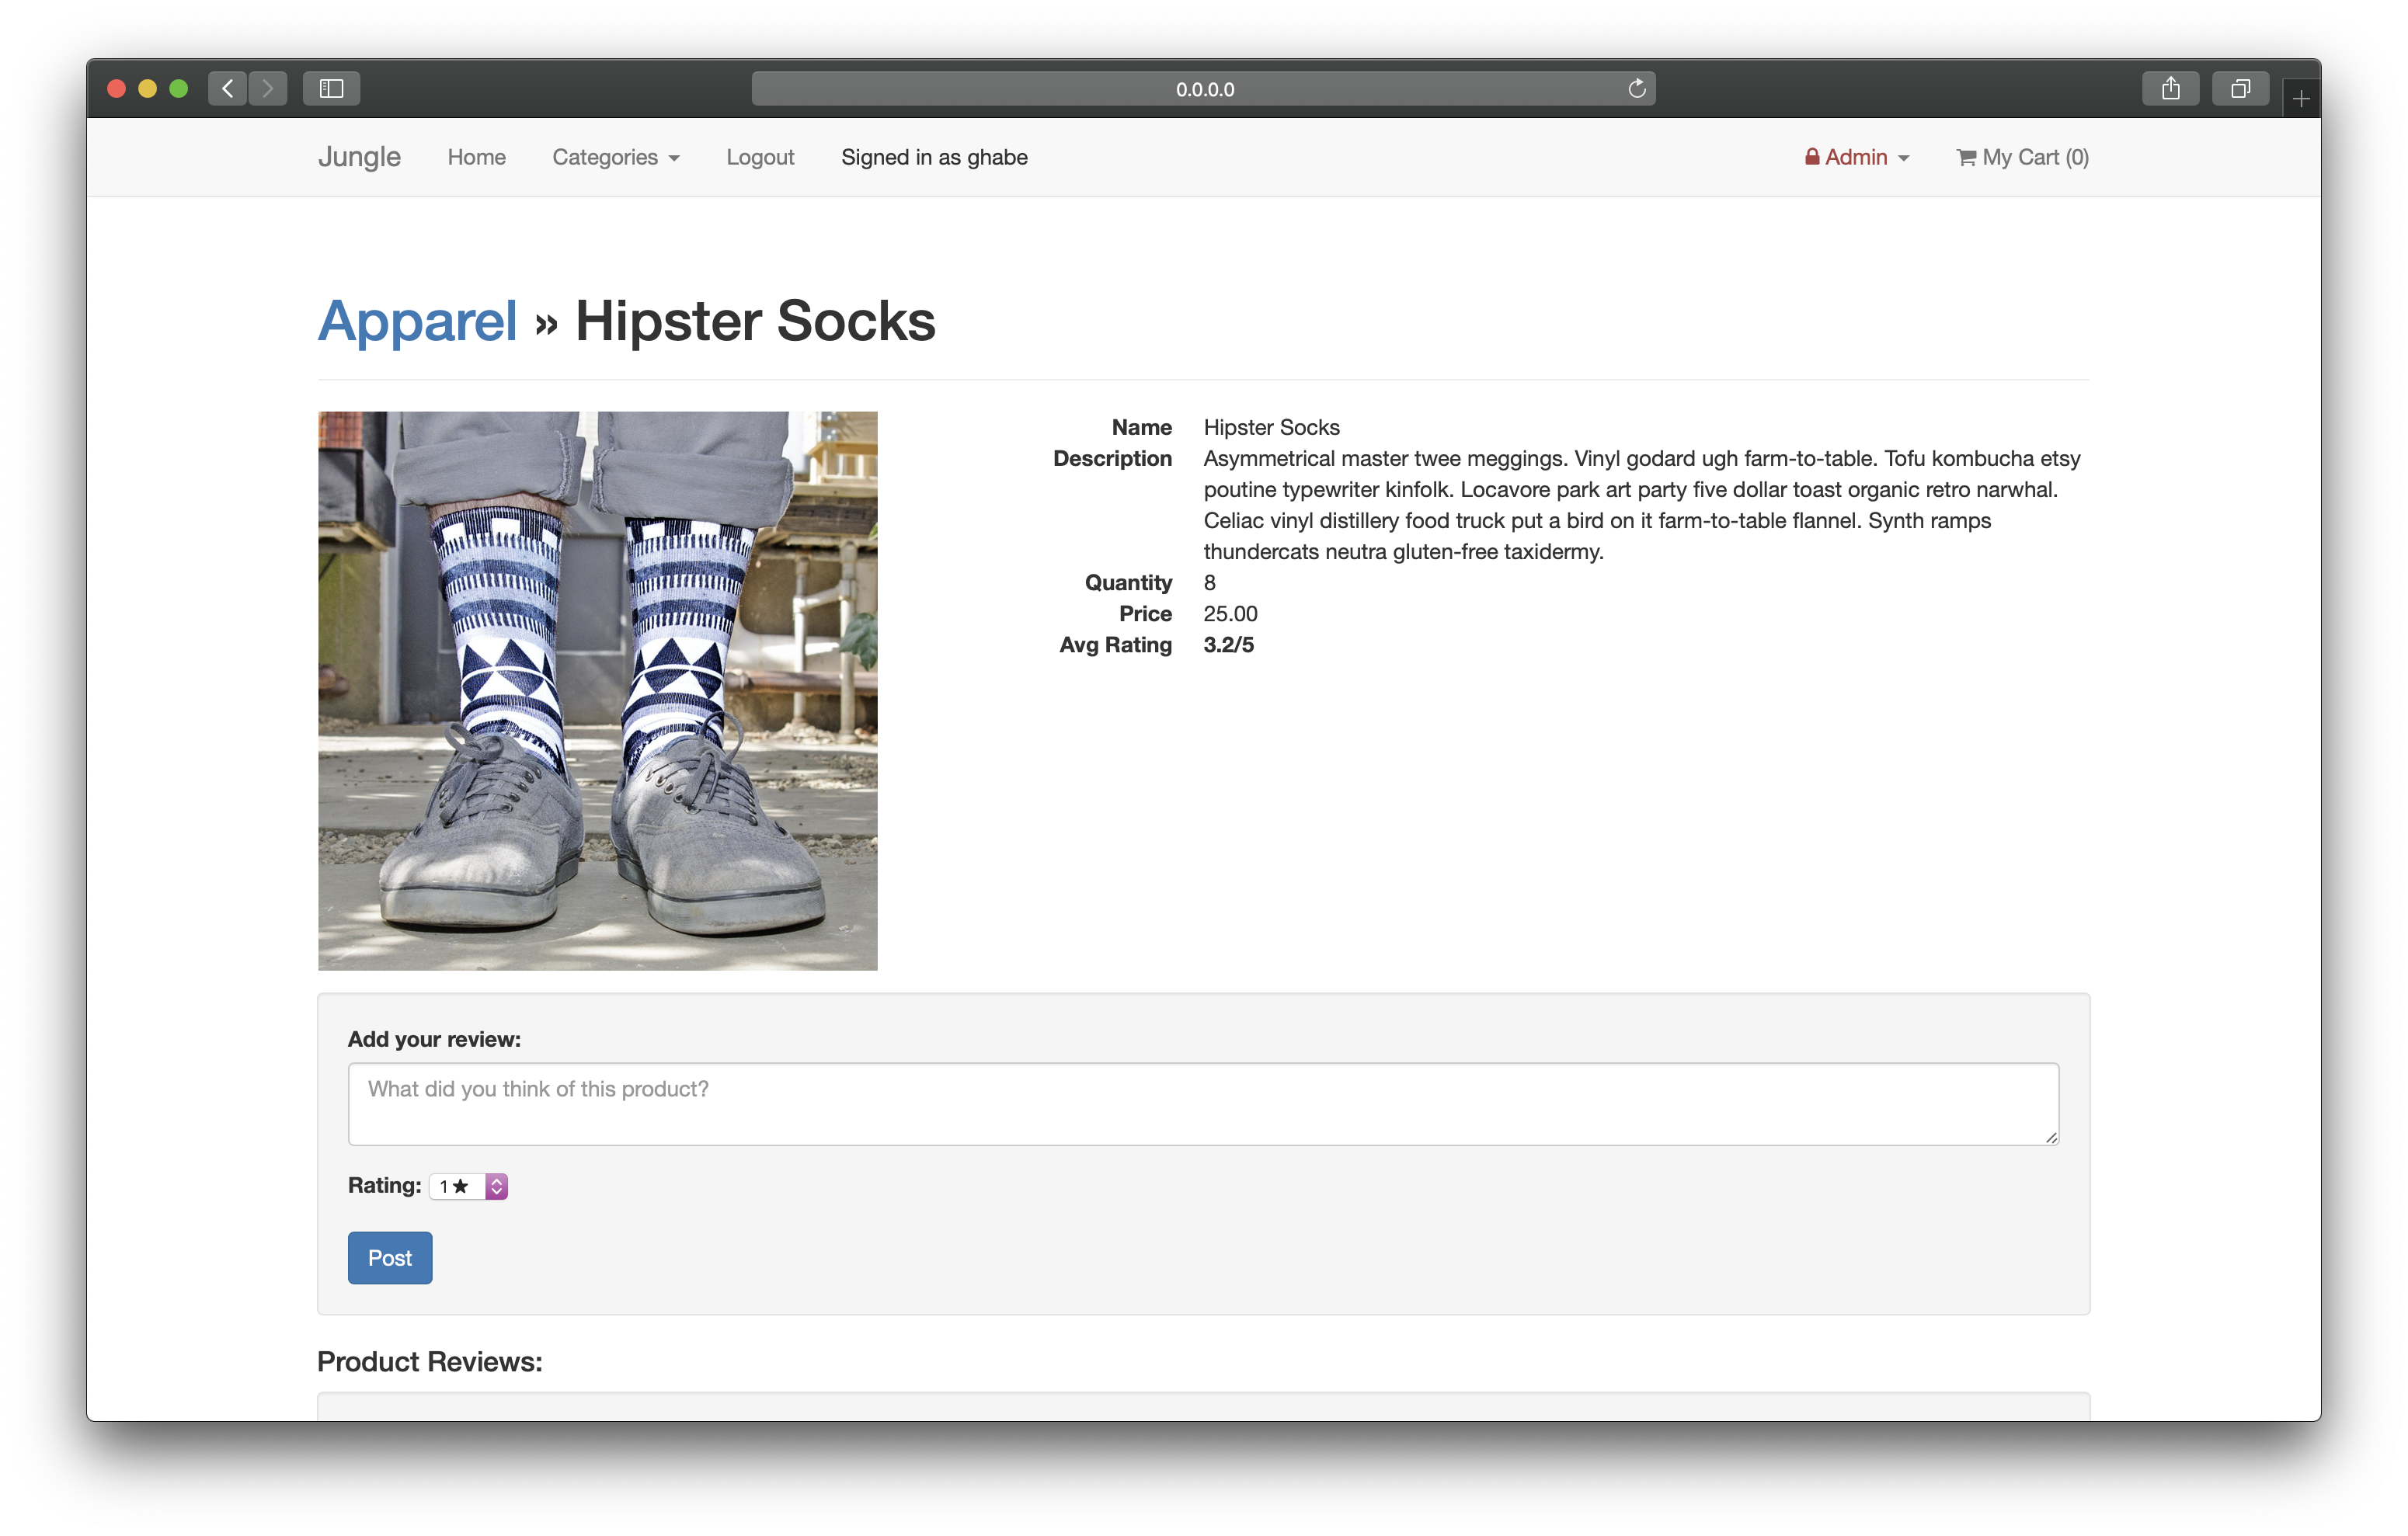 0.0.0.0
Jungle Home Categories Logout Signed in as ghabe Admin My Cart (0)
Apparel » Hipster Socks
Name Hipster Socks
Description Asymmetrical master twee meggings. Vinyl godard ugh farm-to-table. Tofu kombucha etsy
poutine typewriter kinfolk. Locavore park art party five dollar toast organic retro narwhal.
Celiac vinyl distillery food truck put a bird on it farm-to-table flannel. Synth ramps
thundercats neutra gluten-free taxidermy.
Quantity 8
Price 25.00
Avg Rating 3.2/5
Add your review:
What did you think of this product?
Rating: 1★
Post
Product Reviews: